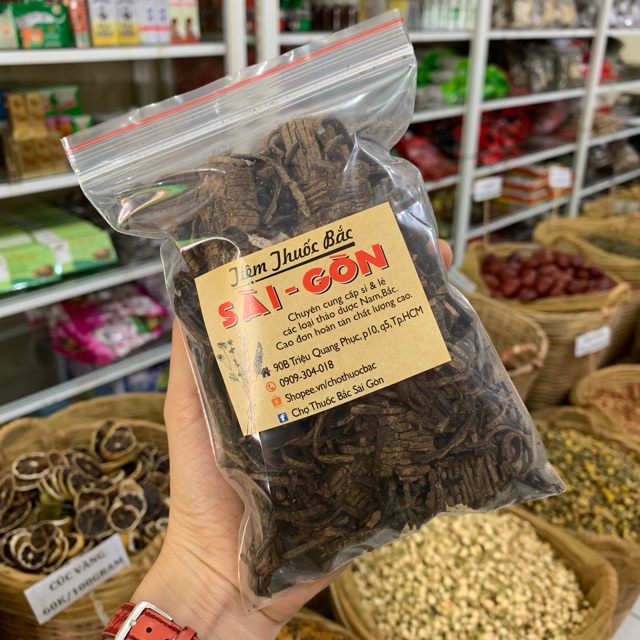 Tiệm Thuốc Bắc
SÀI-GÒN
Chuyên cung cấp sỉ & lẻ
các loại thảo dược Nam,Bắc.
Cao đơn hoàn tán chất lượng cao.
90B Triệu Quang Phục, p10, q5, Tp.HCM
0909-304-018
Shopee.vn/chothuocbac
Chợ Thuốc Bắc Sài Gòn
CÚC VÀNG
60K/100GRAM